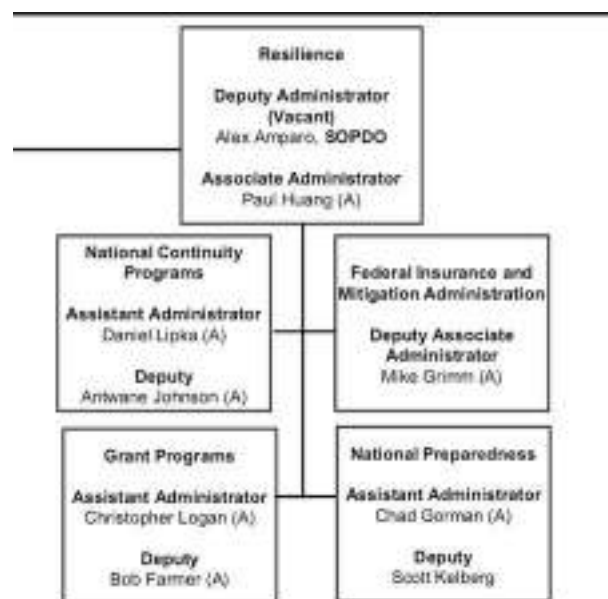 Resilience
Deputy Administrator
(Vacant)
Alex Amparo, SOPDO
Associate Administrator
Paul Huang (A)
National Continuity
Programs
Assistant Administrator
Daniel Lipka (A)
Deputy
Antwane Johnson (A)
Federal Insurance and
Mitigation Administration
Deputy Associate
Administrator
Mike Grimm (A)
Grant Programs
Assistant Administrator
Christopher Logan (A)
Deputy
Bob Farmer (A)
National Preparedness
Assistant Administrator
Chad Gorman (A)
Deputy
Scott Kelberg